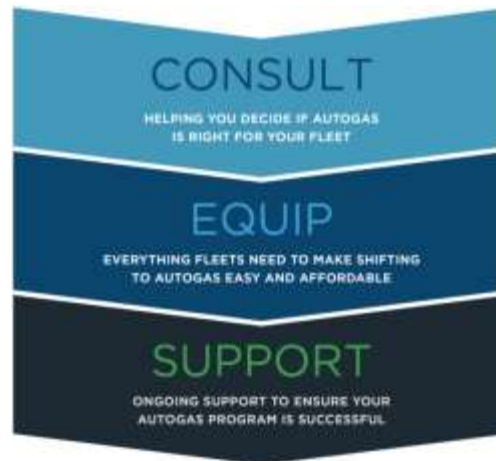 CONSULT
HELPING YOU DECIDE IF AUTOGAS
IS RIGHT FOR YOUR FLEET
EQUIP
EVERYTHING FLEETS NEED TO MAKE SHIFTING
TO AUTOGAS EASY AND AFFORDABLE
SUPPORT
ONGOING SUPPORT TO ENSURE YOUR
AUTOGAS PROGRAM IS SUCCESSFUL